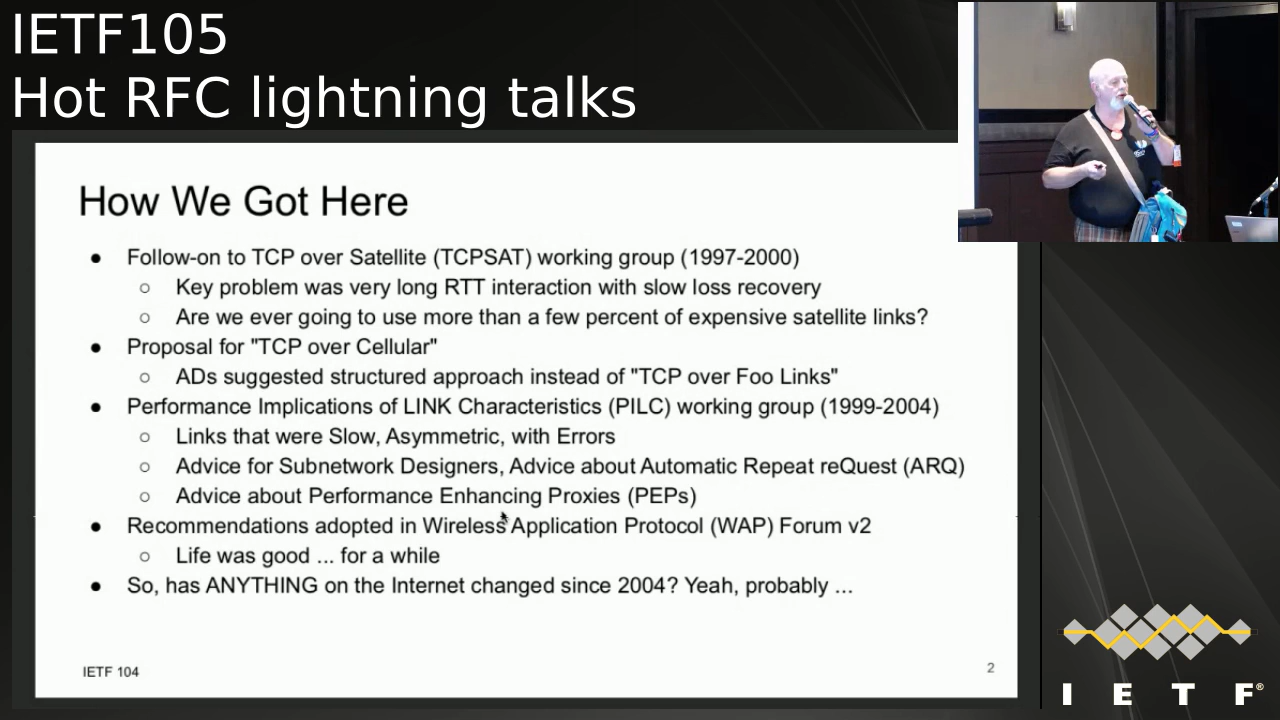 IETF105
Hot RFC lightning talks
How We Got Here
● Follow-on to TCP over Satellite (TCPSAT) working group (1997-2000)
○ Key problem was very long RTT interaction with slow loss recovery
○ Are we ever going to use more than a few percent of expensive satellite links?
● Proposal for "TCP over Cellular"
○ ADs suggested structured approach instead of "TCP over Foo Links"
● Performance Implications of LINK Characteristics (PILC) working group (1999-2004)
○ Links that were Slow, Asymmetric, with Errors
○ Advice for Subnetwork Designers, Advice about Automatic Repeat reQuest (ARQ)
○ Advice about Performance Enhancing Proxies (PEPs)
● Recommendations adopted in Wireless Application Protocol (WAP) Forum v2
○ Life was good ... for a while
● So, has ANYTHING on the Internet changed since 2004? Yeah, probably ...
IETF 104
2
IETF®